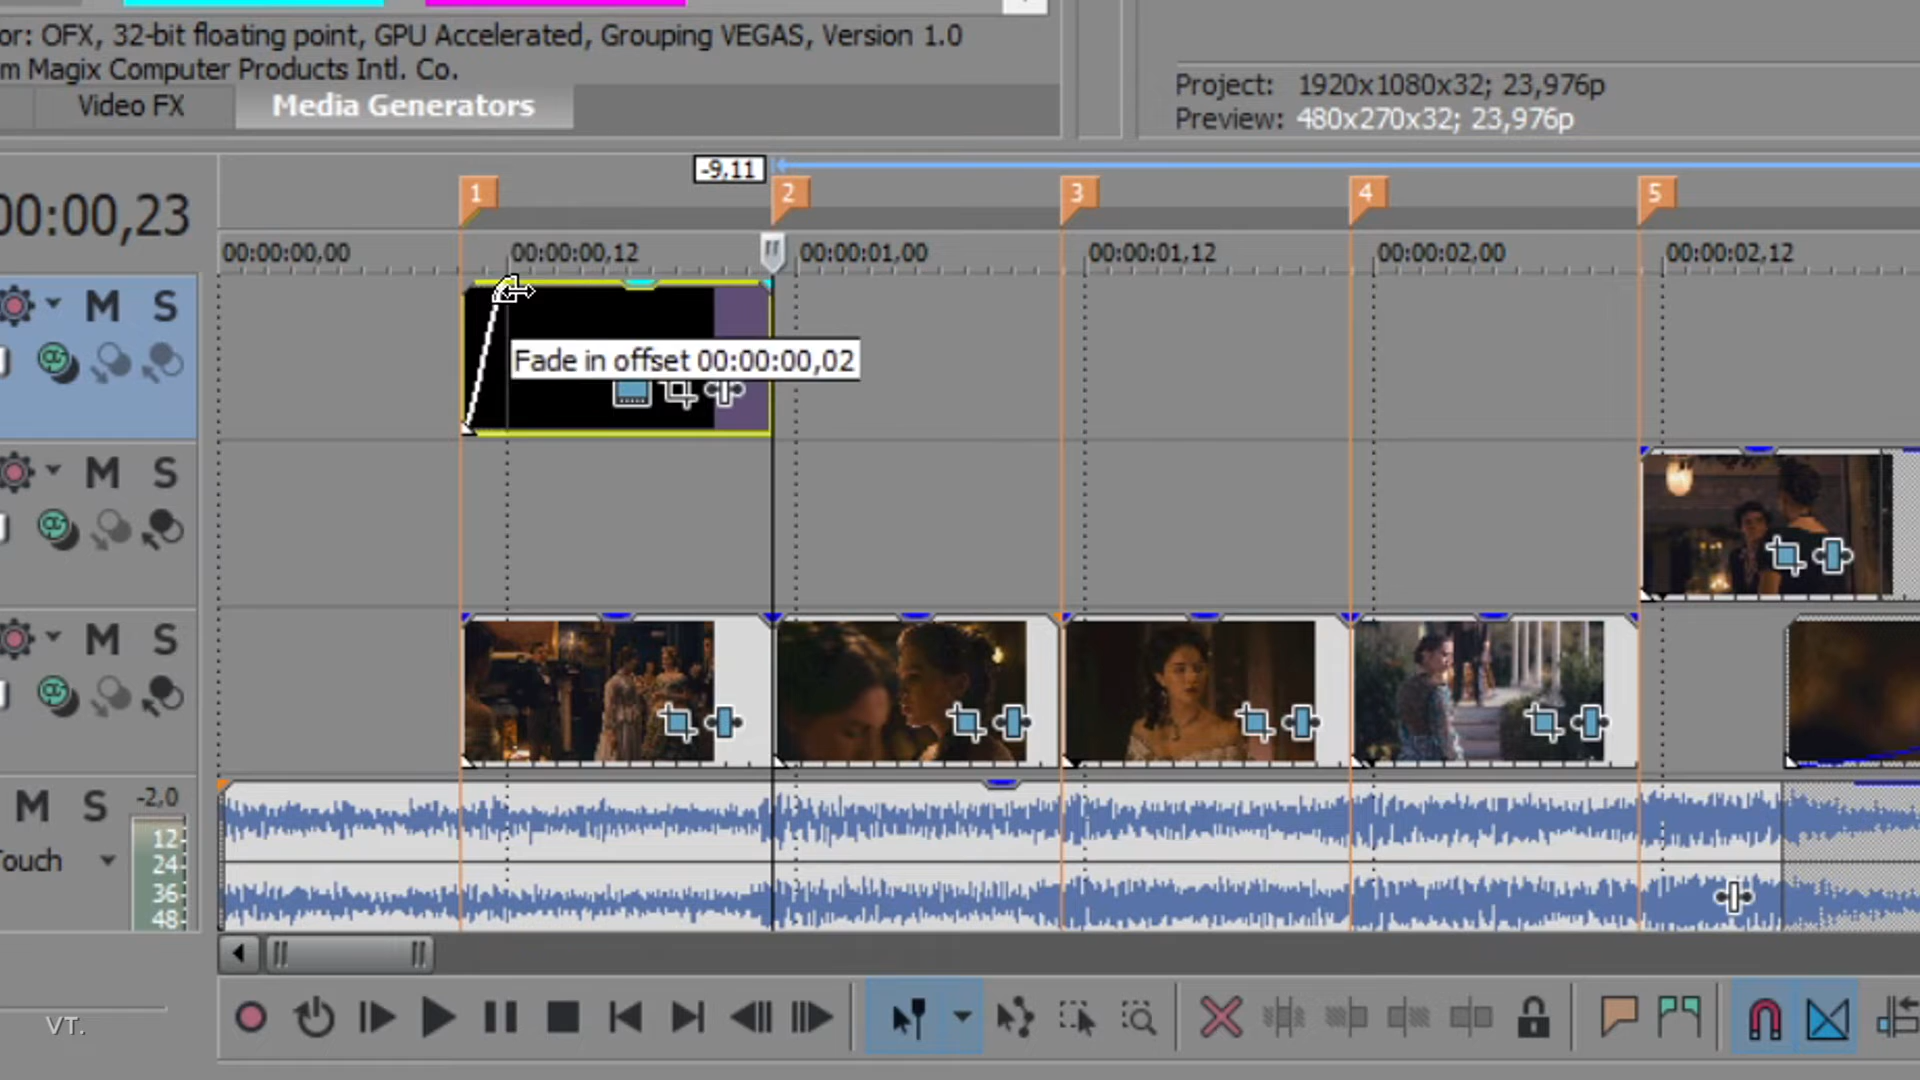 or: OFX, 32-bit floating point, GPU Accelerated, Grouping VEGAS, Version 1.0
m Magix Computer Products Intl. Co.
Video FX
Media Generators
Project: 1920x1080x32; 23,976p
Preview: 480x270x32; 23,976p
-9,11
1
2
3
4
5
00:00,23
00:00:00,00
00:00:00,12
00:00:01,00
00:00:01,12
00:00:02,00
00:00:02,12
M S
Fade in offset 00:00:00,02
M S
M S
M S
-2,0
12
24
36
48
Touch
VT.